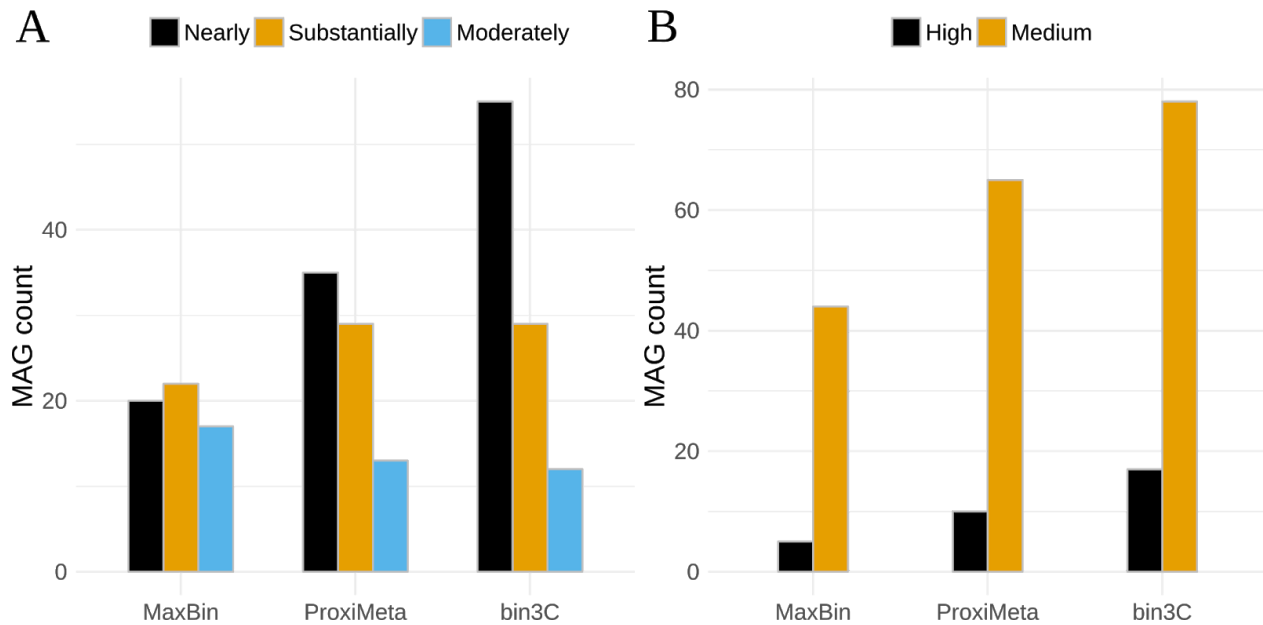 A
Nearly Substantially Moderately
MAG count
40
20
0
MaxBin ProxiMeta bin3C
B
High Medium
MAG count
80
60
40
20
0
MaxBin ProxiMeta bin3C